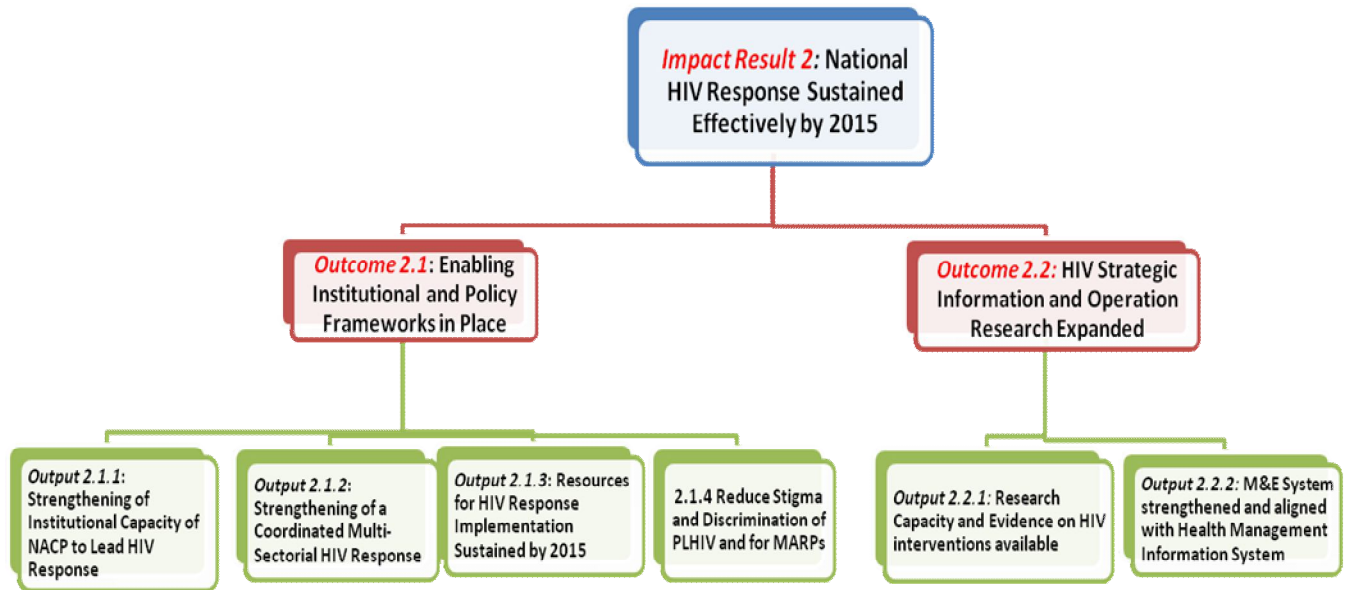 Impact Result 2: National
HIV Response Sustained
Effectively by 2015
Outcome 2.1: Enabling
Institutional and Policy
Frameworks in Place
Outcome 2.2: HIV Strategic
Information and Operation
Research Expanded
Output 2.1.1:
Strengthening of
Institutional Capacity of
NACP to Lead HIV
Response
Output 2.1.2:
Strengthening of a
Coordinated Multi-
Sectorial HIV Response
Output 2.1.3: Resources
for HIV Response
Implementation
Sustained by 2015
2.1.4 Reduce Stigma
and Discrimination of
PLHIV and for MARPs
Output 2.2.1: Research
Capacity and Evidence on HIV
interventions available
Output 2.2.2: M&E System
strengthened and aligned
with Health Management
Information System